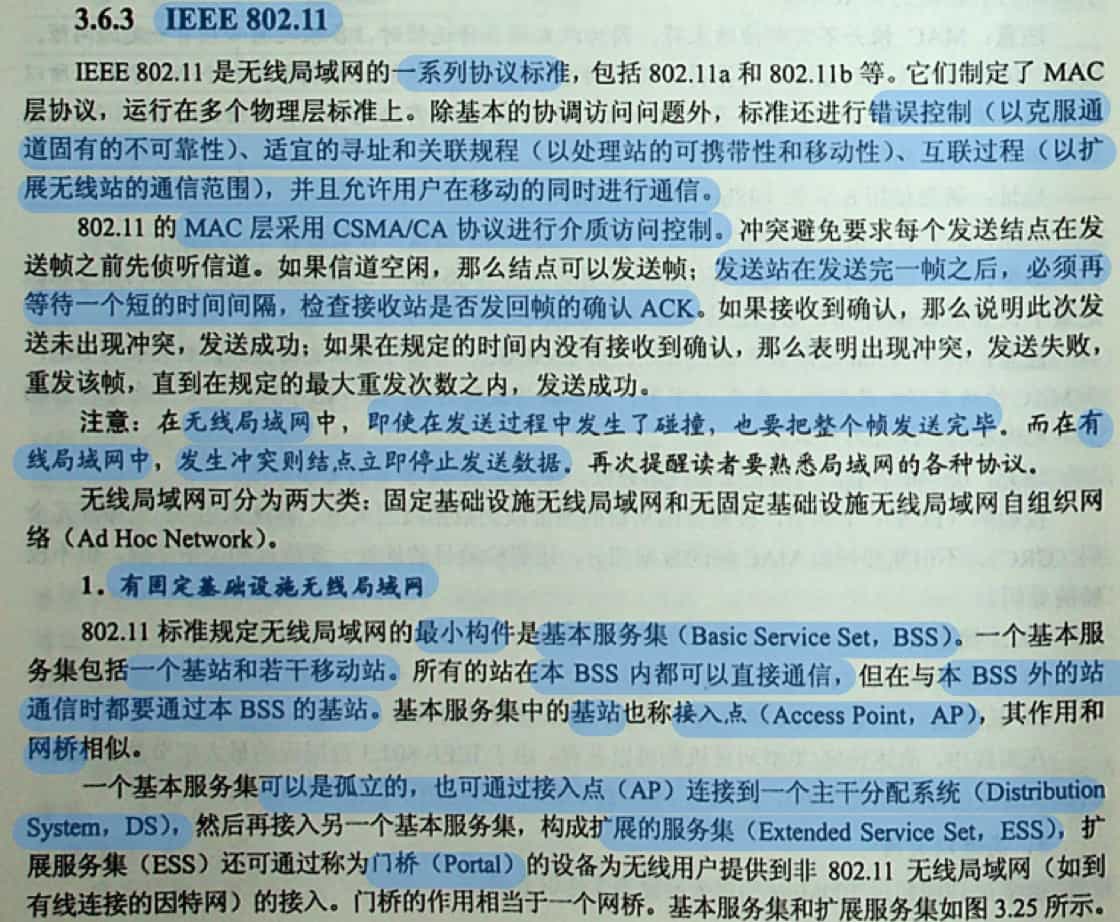 3.6.3 IEEE 802.11
IEEE 802.11 是无线局域网的一系列协议标准，包括 802.11a 和 802.11b 等。它们制定了 MAC
层协议，运行在多个物理层标准上。除基本的协调访问问题外，标准还进行错误控制（以克服通
道固有的不可靠性）、适宜的寻址和关联规程（以处理站的可携带性和移动性）、互联过程（以扩
展无线站的通信范围），并且允许用户在移动的同时进行通信。
802.11 的 MAC 层采用 CSMA/CA 协议进行介质访问控制。冲突避免要求每个发送结点在发
送帧之前先侦听信道。如果信道空闲，那么结点可以发送帧；发送站在发送完一帧之后，必须再
等待一个短的时间间隔，检查接收站是否发回帧的确认 ACK。如果接收到确认，那么说明此次发
送未出现冲突，发送成功；如果在规定的时间内没有接收到确认，那么表明出现冲突，发送失败，
重发该帧，直到在规定的最大重发次数之内，发送成功。
注意：在无线局域网中，即使在发送过程中发生了碰撞，也要把整个帧发送完毕。而在有
线局域网中，发生冲突则结点立即停止发送数据。再次提醒读者要熟悉局域网的各种协议。
无线局域网可分为两大类：固定基础设施无线局域网和无固定基础设施无线局域网自组织网
络（Ad Hoc Network）。
1．有固定基础设施无线局域网
802.11 标准规定无线局域网的最小构件是基本服务集（Basic Service Set，BSS）。一个基本服
务集包括一个基站和若干移动站。所有的站在本 BSS 内都可以直接通信，但在与本 BSS 外的站
通信时都要通过本 BSS 的基站。基本服务集中的基站也称接入点（Access Point，AP），其作用和
网桥相似。
一个基本服务集可以是孤立的，也可通过接入点（AP）连接到一个主干分配系统（Distribution
System，DS），然后再接入另一个基本服务集，构成扩展的服务集（Extended Service Set，ESS），扩
展服务集（ESS）还可通过称为门桥（Portal）的设备为无线用户提供到非 802.11 无线局域网（如到
有线连接的因特网）的接入。门桥的作用相当于一个网桥。基本服务集和扩展服务集如图 3.25 所示。